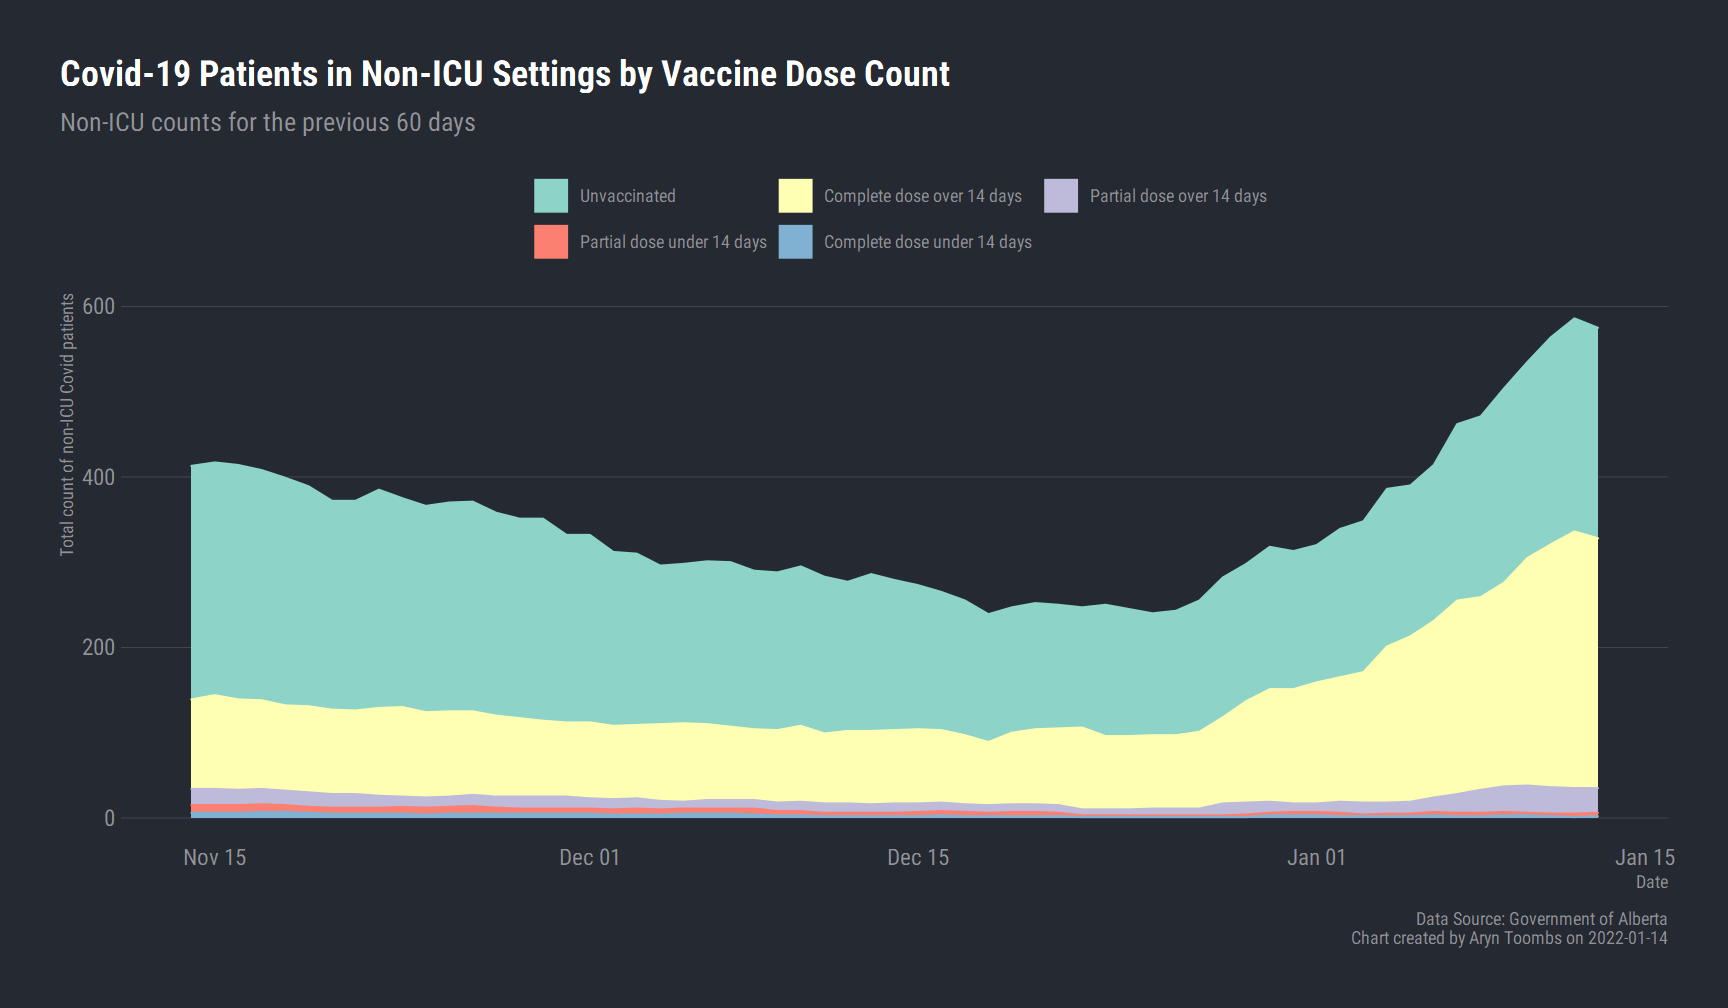 Covid-19 Patients in Non-ICU Settings by Vaccine Dose Count
Non-ICU counts for the previous 60 days
Unvaccinated
Complete dose over 14 days
Partial dose over 14 days
Partial dose under 14 days
Complete dose under 14 days
Total count of non-ICU Covid patients
600
400
200
0
Nov 15
Dec 01
Dec 15
Jan 01
Jan 15
Date
Data Source: Government of Alberta
Chart created by Aryn Toombs on 2022-01-14